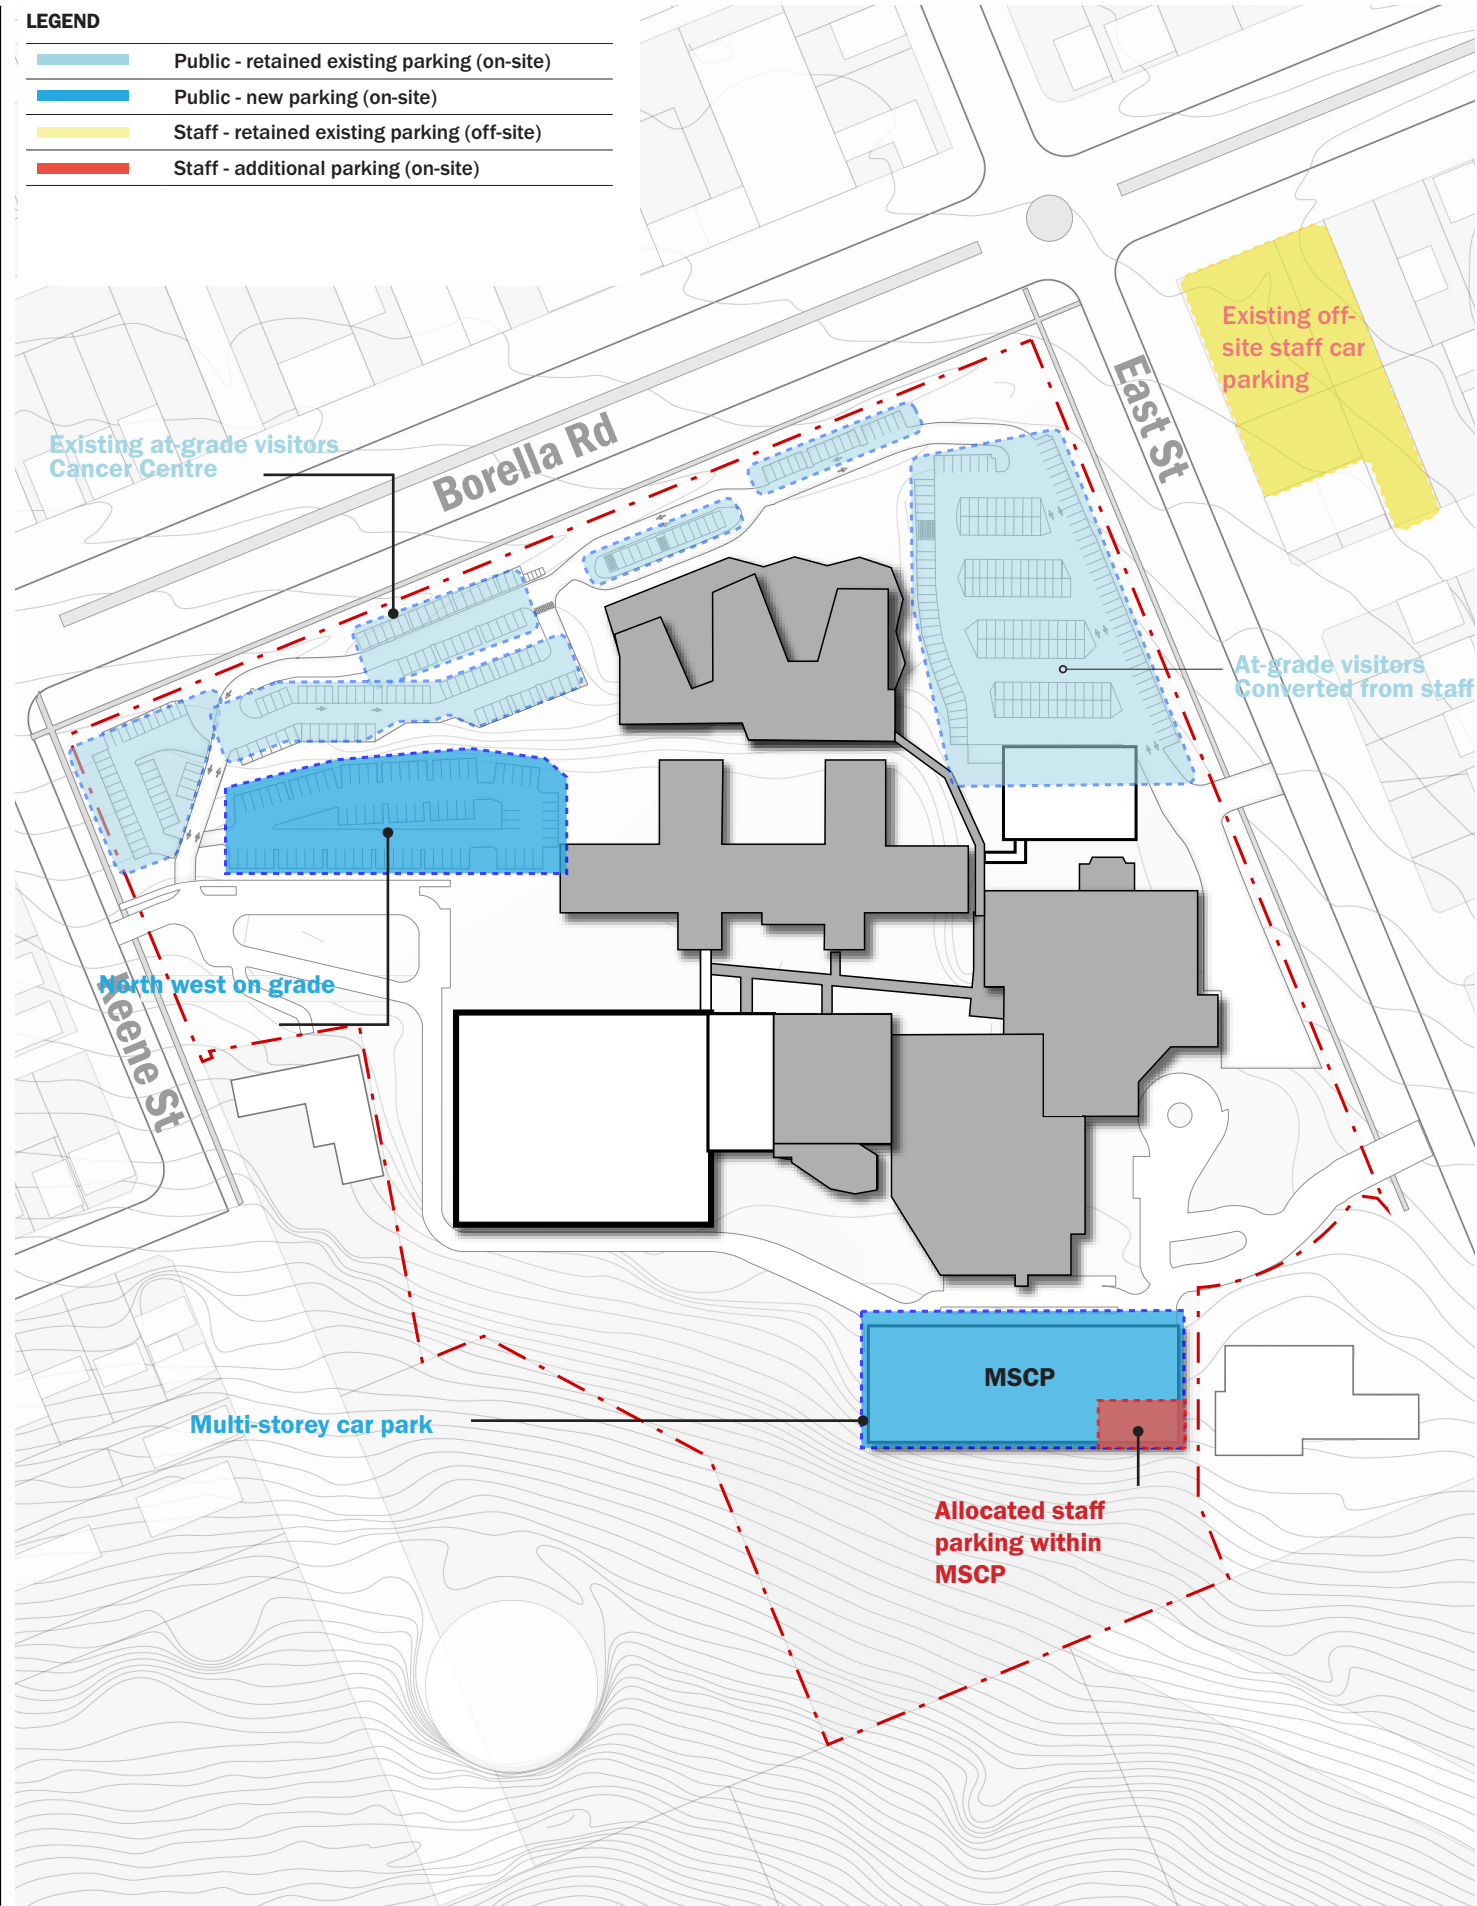 LEGEND
Public - retained existing parking (on-site)
Public - new parking (on-site)
Staff - retained existing parking (off-site)
Staff - additional parking (on-site)
Existing off-
site staff car
parking
East St
Borella Rd
Existing at-grade visitors
Cancer Centre
At-grade visitors
Converted from staff
North west on grade
Keene St
MSCP
Multi-storey car park
Allocated staff
parking within
MSCP